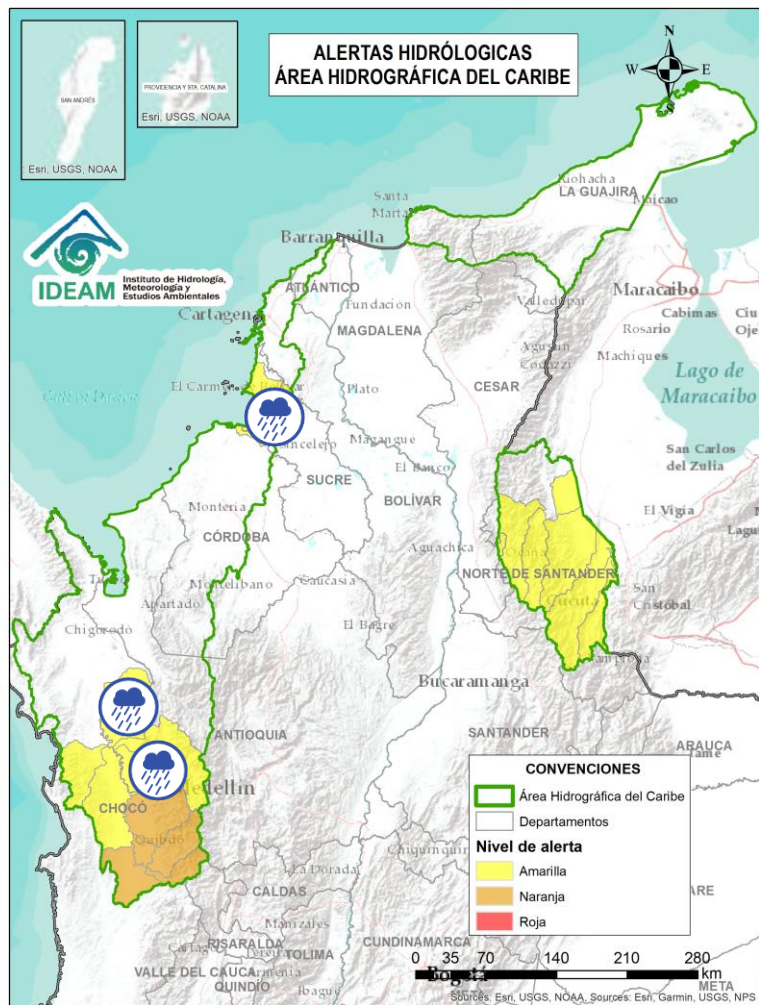 ALERTAS HIDRÓLOGICAS
ÁREA HIDROGRÁFICA DEL CARIBE
SAN ANDRÉS
Esri, USGS, NOAA
PROVIDENCIA Y STA. CATALINA
Esri, USGS, NOAA
N
W
E
S
IDEAM
Instituto de Hidrología,
Meteorología y
Estudios Ambientales
Riohacha
LA GUAJIRA
Maicao
Santa
Marta
Barranquilla
ATLÁNTICO
Fundación
Valledupar
Maracaibo
Cartagena
MAGDALENA
Cabimas
Ciu
Rosario
Oje
Agustín
Codazzi
Machiques
El Carmen de Bolívar
Plato
CESAR
Lago de
Maracaibo
Sincelejo
Magangué
San Carlos
del Zulia
SUCRE
El Banco
BOLÍVAR
Montería
El Vigía
CÓRDOBA
Aguachica
Ocaña
NORTE DE SANTANDER
Montelíbano
Caucasia
Cúcuta
San
Cristóbal
Apartado
El Bagre
Chigorodó
Pamplona
Bucaramanga
ANTIOQUIA
SANTANDER
ARAUCA
Medellín
CHOCÓ
Quibdó
La Dorada
CALDAS
Manizales
RISARALDA
TOLIMA
CUNDINAMARCA
VALLE DEL CAUCA
Armenia
QUINDÍO
Ibagué
Bogotá
META
CONVENCIONES
Área Hidrográfica del Caribe
Departamentos
Nivel de alerta
Amarilla
Naranja
Roja
0 35 70 140 210 280
km
Sources: Esri, USGS, NOAA, Sources: Esri, Garmin, USGS, NPS